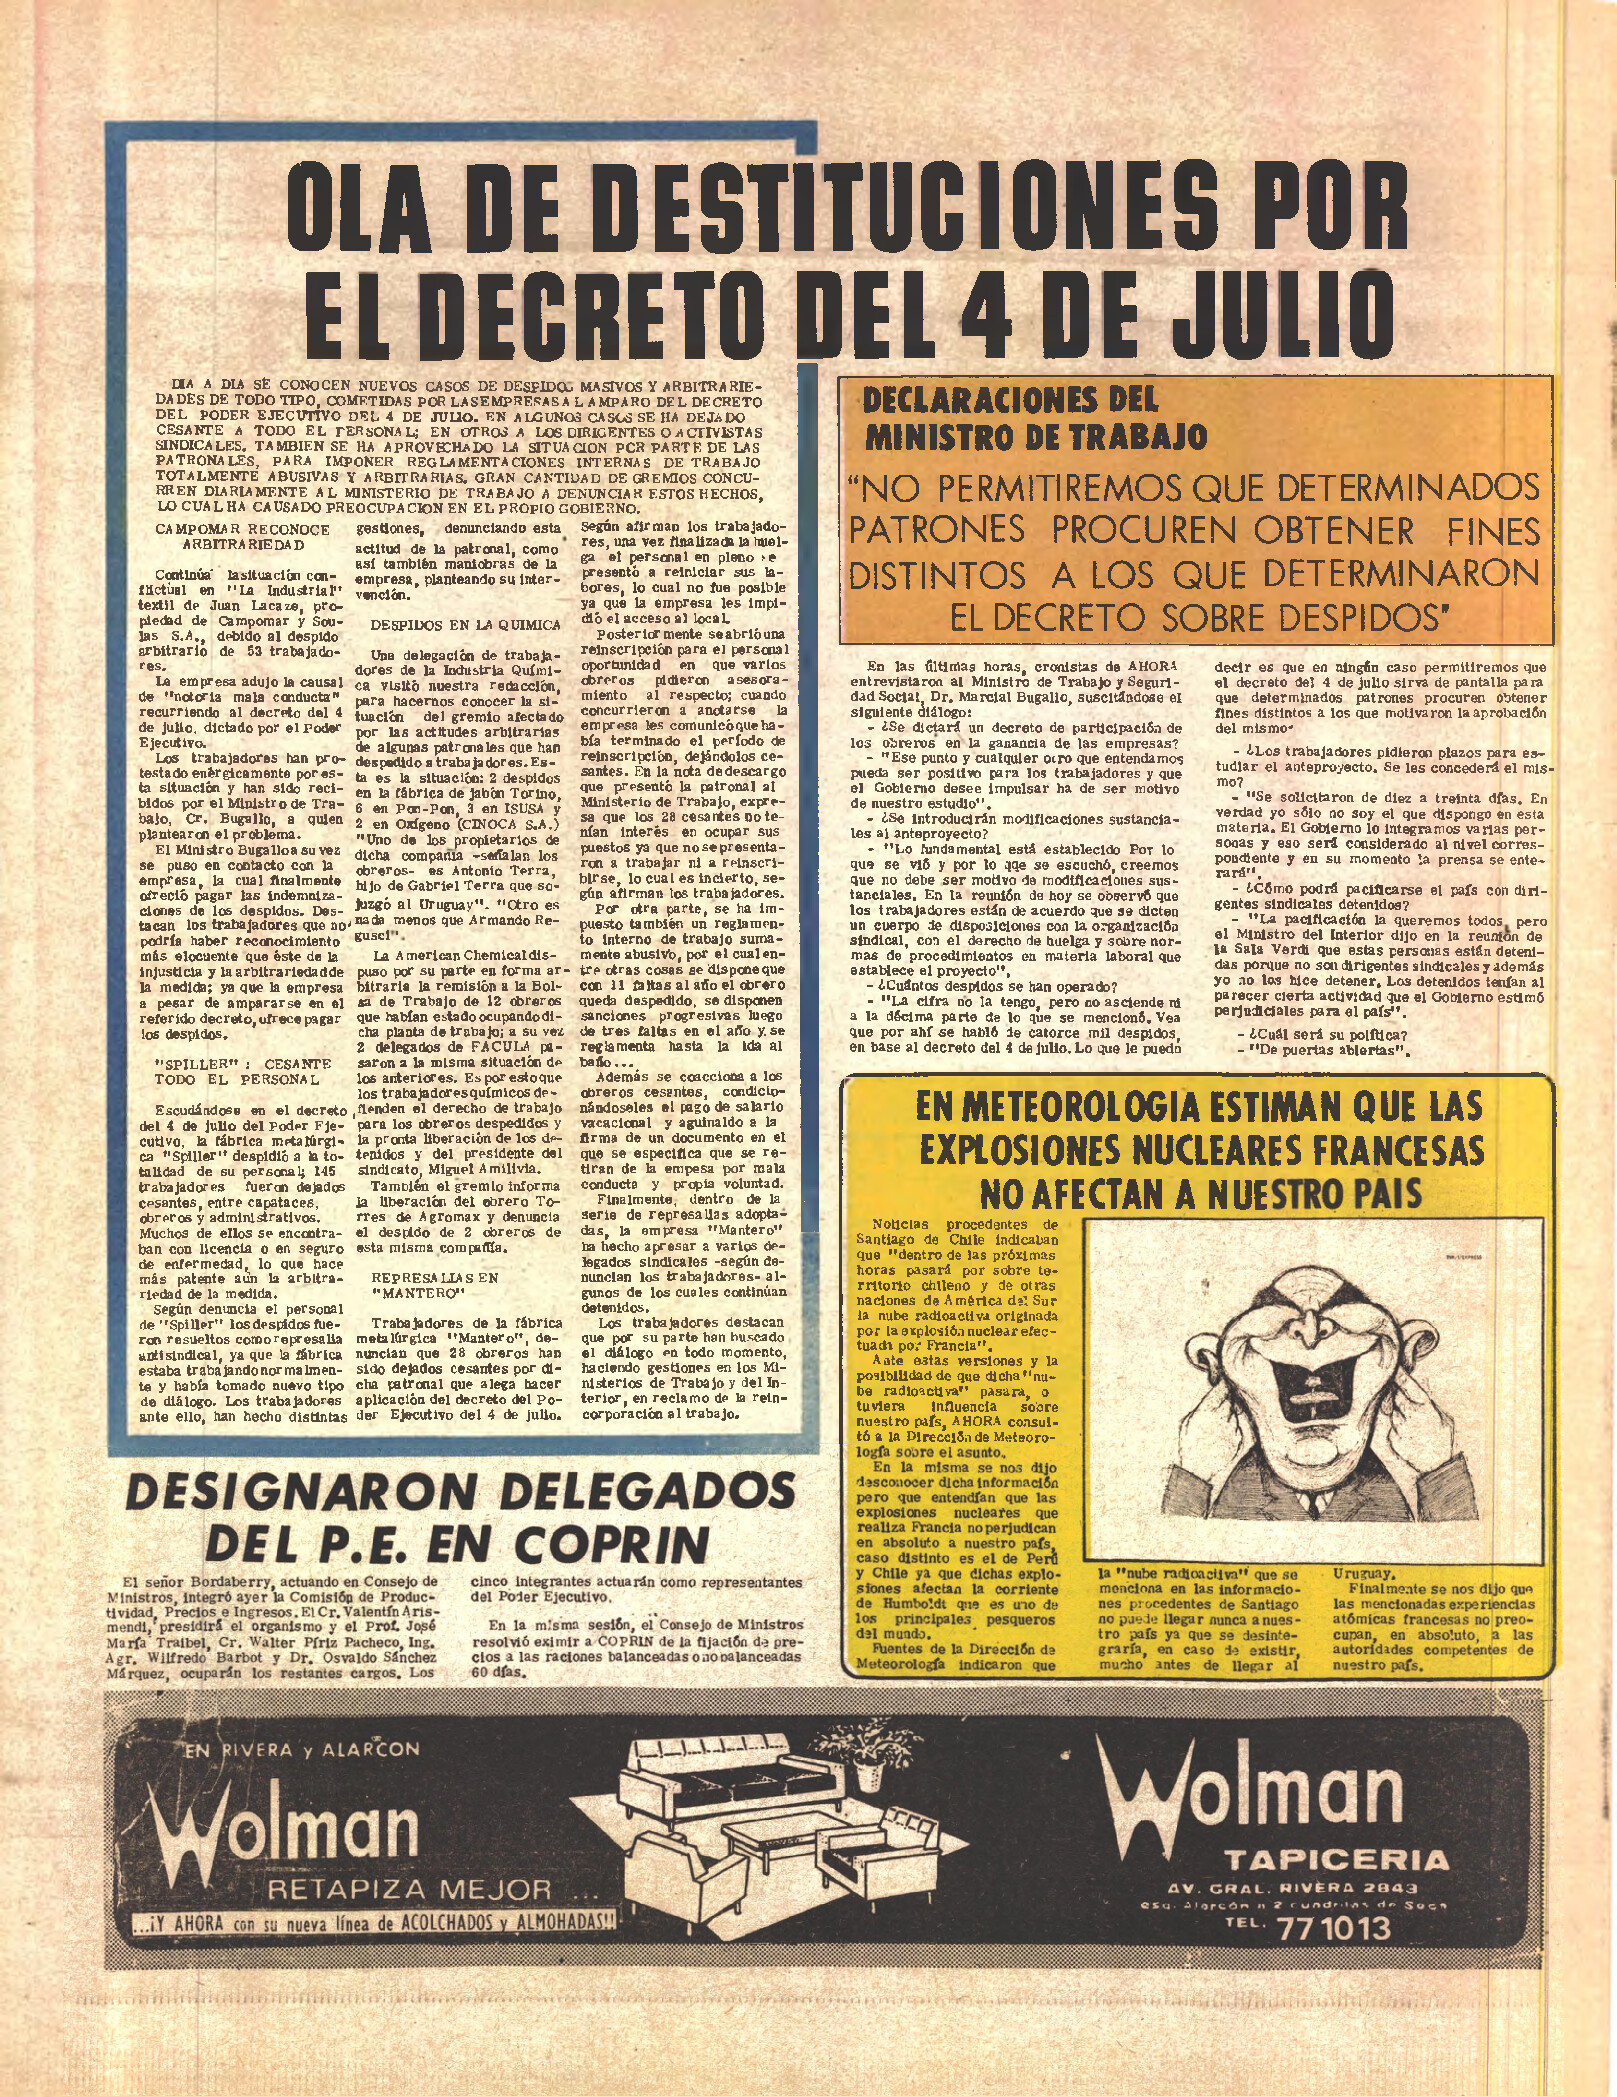 OLA DE DESTITUCIONES POR
EL DECRETO DEL 4 DE JULIO
DIA A DIA SE CONOCEN NUEVOS CASOS DE DESPIDOS MASIVOS Y ARBITRARIE-
DADES DE TODO TIPO, COMETIDAS POR LAS EMPRESAS AL AMPARO DEL DECRETO
DEL PODER EJECUTIVO DEL 4 DE JULIO. EN ALGUNOS CASOS SE HA DEJADO
CESANTE A TODO EL PERSONAL; EN OTROS A LOS DIRIGENTES O ACTIVISTAS
SINDICALES. TAMBIEN SE HA APROVECHADO LA SITUACION POR PARTE DE LAS
PATRONALES, PARA IMPONER REGLAMENTACIONES INTERNAS DE TRABAJO
TOTALMENTE ABUSIVAS Y ARBITRARIAS. GRAN CANTIDAD DE GREMIOS CONCU-
RREN DIARIAMENTE AL MINISTERIO DE TRABAJO A DENUNCIAR ESTOS HECHOS,
LO CUAL HA CAUSADO PREOCUPACION EN EL PROPIO GOBIERNO.
CAMPOMAR RECONOCE
ARBITRARIEDAD
Continúa la situación con-
flictual en "La Industrial"
textil de Juan Lacaze, pro-
piedad de Campomar y Sou-
las S.A., debido al despido
arbitrario de 53 trabajado-
res.
La empresa adujo la causal
de "notoria mala conducta"
recurriendo al decreto del 4
de julio, dictado por el Poder
Ejecutivo.
Los trabajadores han pro-
testado enérgicamente por es-
ta situación y han sido reci-
bidos por el Ministro de Tra-
bajo, Cr. Bugallo, a quien
plantearon el problema.
El Ministro Bugallo a su vez
se puso en contacto con la
empresa, la cual finalmente
ofreció pagar las indemniza-
ciones de los despidos. Des-
tacan los trabajadores que no
podría haber reconocimiento
más elocuente que éste de la
injusticia y la arbitrariedad de
la medida; ya que la empresa
a pesar de ampararse en el
referido decreto, ofrece pagar
los despidos.
"SPILLER" : CESANTE
TODO EL PERSONAL
Escudándose en el decreto
del 4 de julio del Poder Eje-
cutivo, la fábrica metalúrgi-
ca "Spiller" despidió a la to-
talidad de su personal; 145
trabajadores fueron dejados
cesantes, entre capataces,
obreros y administrativos.
Muchos de ellos se encontra-
ban con licencia o en seguro
de enfermedad, lo que hace
más patente aún la arbitra-
riedad de la medida.
Según denuncia el personal
de "Spiller" los despidos fue-
ron resueltos como represalia
antisindical, ya que la fábrica
estaba trabajando normalmen-
te y había tomado nuevo tipo
de diálogo. Los trabajadores
ante ello, han hecho distintas
gestiones, denunciando esta
actitud de la patronal, como
así también maniobras de la
empresa, planteando su inter-
vención.
DESPIDOS EN LA QUIMICA
Una delegación de trabaja-
dores de la Industria Quími-
ca visitó nuestra redacción,
para hacernos conocer la si-
tuación del gremio afectado
por las actitudes arbitrarias
de algunas patronales que han
despedido a trabajadores. Es-
ta es la situación: 2 despidos
en la fábrica de jabón Torino,
6 en Pon-Pon, 3 en ISUSA y
2 en Oxígeno (CINOCA S.A.)
"Uno de los propietarios de
dicha compañía -señalan los
obreros- es Antonio Terra,
hijo de Gabriel Terra que so-
juzgó al Uruguay". "Otro es
nada menos que Armando Re-
gusci".
La American Chemical dis-
puso por su parte en forma ar-
bitraria la remisión a la Bol-
sa de Trabajo de 12 obreros
que habían estado ocupando di-
cha planta de trabajo; a su vez
2 delegados de FACULA pa-
saron a la misma situación de
los anteriores. Es por esto que
los trabajadores químicos de-
fienden el derecho de trabajo
para los obreros despedidos y
la pronta liberación de los de-
tenidos y del presidente del
sindicato, Miguel Amilivia.
También el gremio informa
la liberación del obrero To-
rres de Agromax y denuncia
el despido de 2 obreros de
esta misma compañía.
REPRESALIAS EN
"MANTERO"
Trabajadores de la fábrica
metalúrgica "Mantero", de-
nuncian que 28 obreros han
sido dejados cesantes por di-
cha patronal que alega hacer
aplicación del decreto del Po-
der Ejecutivo del 4 de julio.
Según afirman los trabajado-
res, una vez finalizada la huel-
ga el personal en pleno se
presentó a reiniciar sus la-
bores, lo cual no fue posible
ya que la empresa les impi-
dió el acceso al local.
Posteriormente se abrió una
reinscripción para el personal
oportunidad en que varios
obreros pidieron asesora-
miento al respecto; cuando
concurrieron a anotarse la
empresa les comunicó que ha-
bía terminado el período de
reinscripción, dejándolos ce-
santes. En la nota de descargo
que presentó la patronal al
Ministerio de Trabajo, expre-
sa que los 28 cesantes no te-
nían interés en ocupar sus
puestos ya que no se presenta-
ron a trabajar ni a reinscri-
birse, lo cual es incierto, se-
gún afirman los trabajadores.
Por otra parte, se ha im-
puesto también un reglamen-
to interno de trabajo suma-
mente abusivo, por el cual en-
tre otras cosas se dispone que
con 11 faltas al año el obrero
queda despedido, se disponen
sanciones progresivas luego
de tres faltas en el año y se
reglamenta hasta la ida al
baño...
Además se coacciona a los
obreros cesantes, condicio-
nándoseles el pago de salario
vacacional y aguinaldo a la
firma de un documento en el
que se especifica que se re-
tiran de la empesa por mala
conducta y propia voluntad.
Finalmente, dentro de la
serie de represalias adopta-
das, la empresa "Mantero"
ha hecho apresar a varios de-
legados sindicales -según de-
nuncian los trabajadores- al-
gunos de los cuales continúan
detenidos.
Los trabajadores destacan
que por su parte han buscado
el diálogo en todo momento,
haciendo gestiones en los Mi-
nisterios de Trabajo y del In-
terior, en reclamo de la rein-
corporación al trabajo.
DECLARACIONES DEL
MINISTRO DE TRABAJO
"NO PERMITIREMOS QUE DETERMINADOS
PATRONES PROCUREN OBTENER FINES
DISTINTOS A LOS QUE DETERMINARON
EL DECRETO SOBRE DESPIDOS"
En las últimas horas, cronistas de AHORA
entrevistaron al Ministro de Trabajo y Seguri-
dad Social, Dr. Marcial Bugallo, suscitándose el
siguiente diálogo:
- ¿Se dictará un decreto de participación de
los obreros en la ganancia de las empresas?
- "Ese punto y cualquier otro que entendamos
pueda ser positivo para los trabajadores y que
el Gobierno desee impulsar ha de ser motivo
de nuestro estudio".
- ¿Se introducirán modificaciones sustancia-
les al anteproyecto?
- "Lo fundamental está establecido Por lo
que se vió y por lo que se escuchó, creemos
que no debe ser motivo de modificaciones sus-
tanciales. En la reunión de hoy se observó que
los trabajadores están de acuerdo que se dicten
un cuerpo de disposiciones con la organización
sindical, con el derecho de huelga y sobre nor-
mas de procedimientos en materia laboral que
establece el proyecto".
- ¿Cuántos despidos se han operado?
- "La cifra no la tengo, pero no asciende ni
a la décima parte de lo que se mencionó. Vea
que por ahí se habló de catorce mil despidos,
en base al decreto del 4 de julio. Lo que le puedo
decir es que en ningún caso permitiremos que
el decreto del 4 de julio sirva de pantalla para
que determinados patrones procuren obtener
fines distintos a los que motivaron la aprobación
del mismo"
- ¿Los trabajadores pidieron plazos para es-
tudiar el anteproyecto. Se les concederá el mis-
mo?
- "Se solicitaron de diez a treinta días. En
verdad yo sólo no soy el que dispongo en esta
materia. El Gobierno lo integramos varias per-
sonas y eso será considerado al nivel corres-
pondiente y en su momento la prensa se ente-
rará".
- ¿Cómo podrá pacificarse el país con diri-
gentes sindicales detenidos?
- "La pacificación la queremos todos, pero
el Ministro del Interior dijo en la reunión de
la Sala Verdi que estas personas están deteni-
das porque no son dirigentes sindicales y además
yo no los hice detener. Los detenidos tenían al
parecer cierta actividad que el Gobierno estimó
perjudiciales para el país".
- ¿Cuál será su política?
- "De puertas abiertas".
EN METEOROLOGIA ESTIMAN QUE LAS
EXPLOSIONES NUCLEARES FRANCESAS
NO AFECTAN A NUESTRO PAIS
Noticias procedentes de
Santiago de Chile indicaban
que "dentro de las próximas
horas pasará por sobre te-
rritorio chileno y de otras
naciones de América del Sur
la nube radioactiva originada
por la explosión nuclear efec-
tuada por Francia".
Ante estas versiones y la
posibilidad de que dicha "nu-
be radioactiva" pasara, o
tuviera influencia sobre
nuestro país, AHORA consul-
tó a la Dirección de Meteoro-
logía sobre el asunto.
En la misma se nos dijo
desconocer dicha información
pero que entendían que las
explosiones nucleares que
realiza Francia no perjudican
en absoluto a nuestro país,
caso distinto es el de Perú
y Chile ya que dichas explo-
siones afectan la corriente
de Humboldt que es uno de
los principales pesqueros
del mundo.
Fuentes de la Dirección de
Meteorología indicaron que
la "nube radioactiva" que se
menciona en las informacio-
nes procedentes de Santiago
no puede llegar nunca a nues-
tro país ya que se desinte-
graría, en caso de existir,
mucho antes de llegar al
Uruguay.
Finalmente se nos dijo que
las mencionadas experiencias
atómicas francesas no preo-
cupan, en absoluto, a las
autoridades competentes de
nuestro país.
DESIGNARON DELEGADOS
DEL P.E. EN COPRIN
El señor Bordaberry, actuando en Consejo de
Ministros, integró ayer la Comisión de Produc-
tividad, Precios e Ingresos. El Cr. Valentín Aris-
mendi, presidirá el organismo y el Prof. José
María Traibel, Cr. Walter Pfriz Pacheco, Ing.
Agr. Wilfredo Barbot y Dr. Osvaldo Sánchez
Márquez, ocuparán los restantes cargos. Los
cinco integrantes actuarán como representantes
del Poder Ejecutivo.
En la misma sesión, el Consejo de Ministros
resolvió eximir a COPRIN de la fijación de pre-
cios a las raciones balanceadas o no balanceadas
60 días.
EN RIVERA y ALARCON
Wolman
RETAPIZA MEJOR ...
...¡Y AHORA con su nueva línea de ACOLCHADOS y ALMOHADAS!!
Wolman
TAPICERIA
AV. GRAL. RIVERA 2843
esq. Alarcón a 2 cuadritas de Soca
TEL. 771013